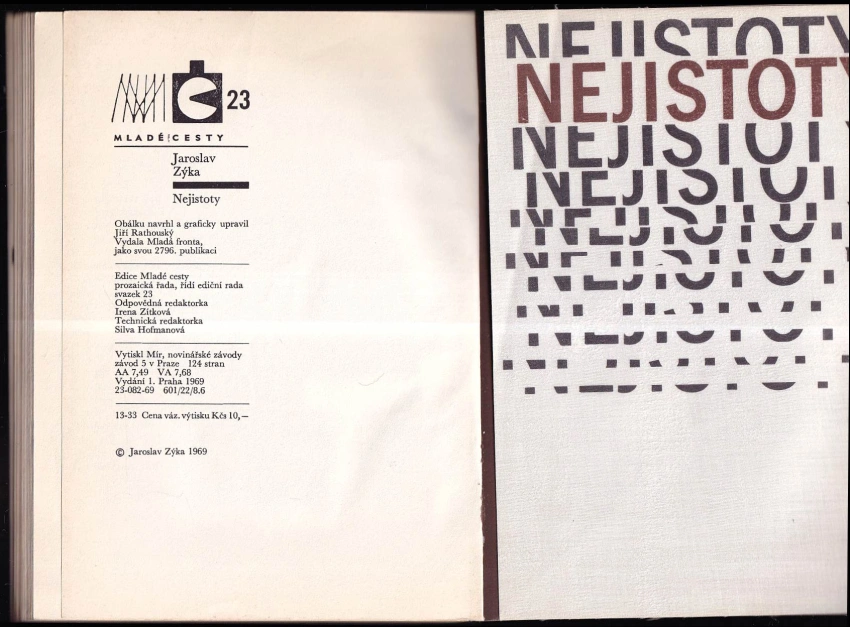 23
MLADÉ CESTY
Jaroslav
Zýka
Nejistoty
Obálku navrhl a graficky upravil
Jiří Rathouský
Vydala Mladá fronta,
jako svou 2796. publikaci
Edice Mladé cesty
prozaická řada, řídí ediční rada
svazek 23
Odpovědná redaktorka
Irena Zítková
Technická redaktorka
Silva Hofmanová
Vytiskl Mír, novinářské závody
závod 5 v Praze 124 stran
AA 7,49 VA 7,68
Vydání 1. Praha 1969
23-082-69 601/22/8.6
13-33 Cena váz. výtisku Kčs 10,—
© Jaroslav Zýka 1969
NEJISTOTY
NEJISTOTY
NEJISTOT
NEJISTOT